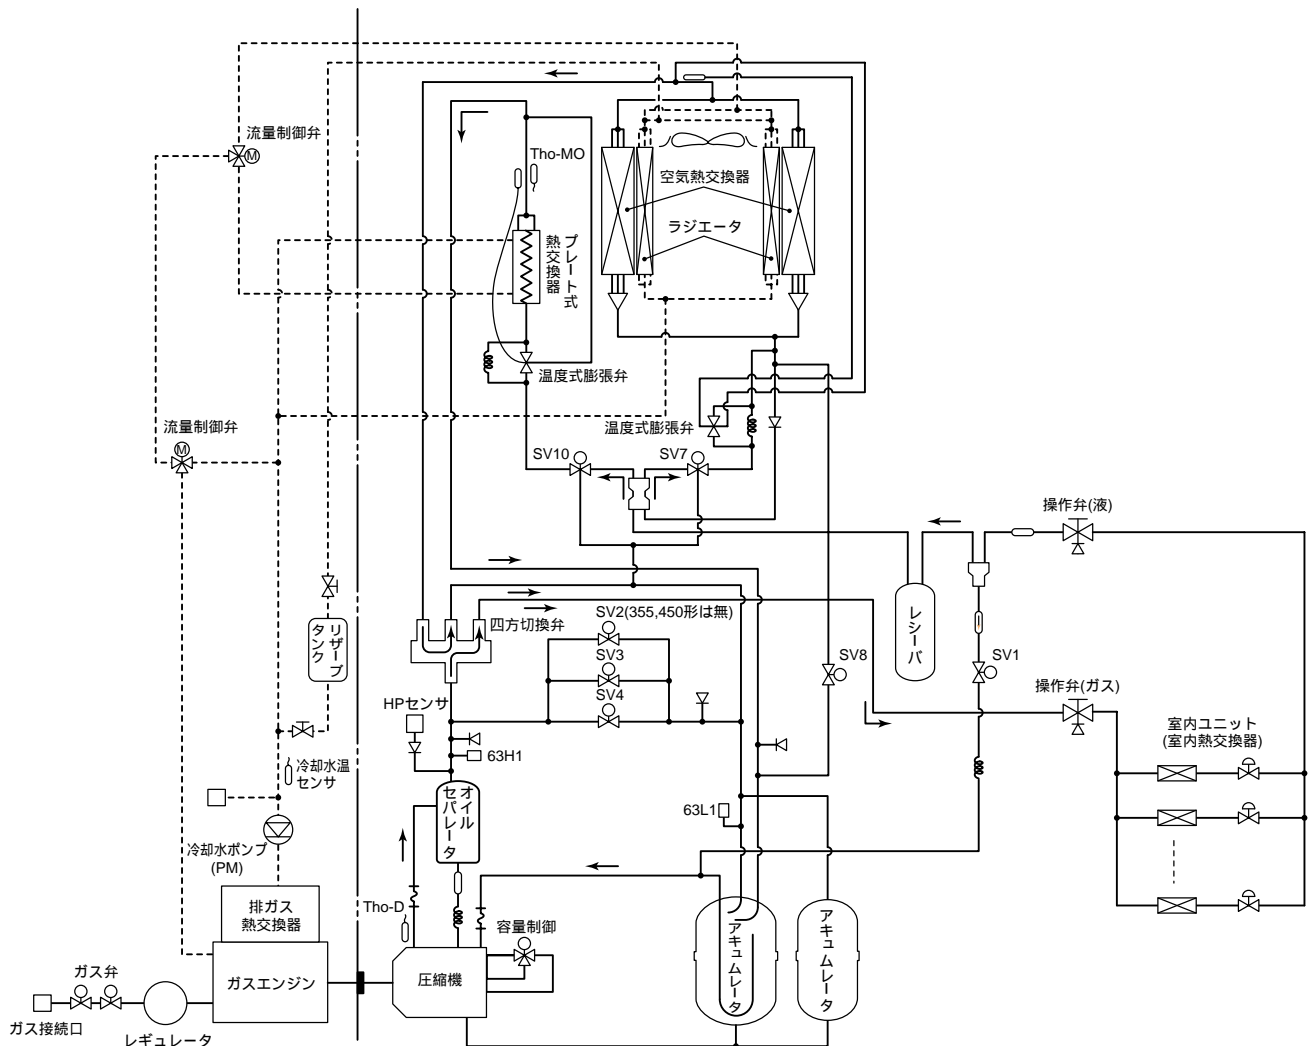 流量制御弁
M
Tho-MO
空気熱交換器
ラジエータ
プレート式
熱交換器
温度式膨張弁
流量制御弁
M
温度式膨張弁
SV10
SV7
操作弁(液)
SV2(355,450形は無)
四方切換弁
リザーブ
タンク
SV3
SV4
レシーバ
SV8
SV1
操作弁(ガス)
HPセンサ
63H1
室内ユニット
(室内熱交換器)
冷却水温
センサ
オイル
セパレータ
63L1
冷却水ポンプ
(PM)
排ガス
熱交換器
Tho-D
容量制御
アキュムレータ
アキュムレータ
ガス弁
ガスエンジン
圧縮機
ガス接続口
レギュレータ